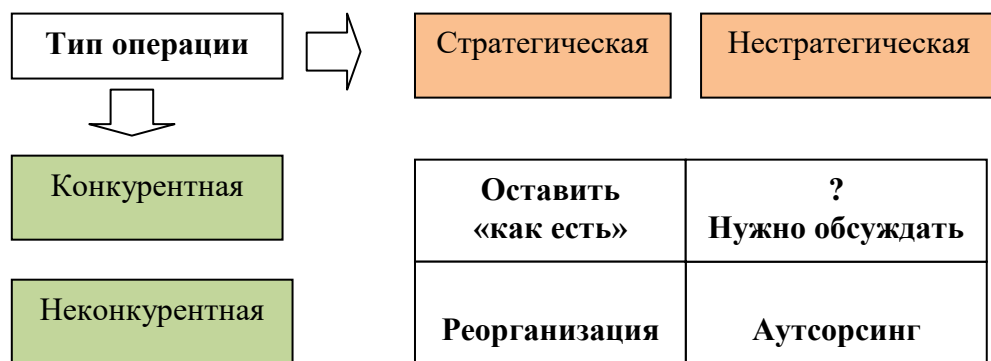 Тип операции
Стратегическая
Нестратегическая
Конкурентная
Оставить
«как есть»
?
Нужно обсуждать
Неконкурентная
Реорганизация
Аутсорсинг